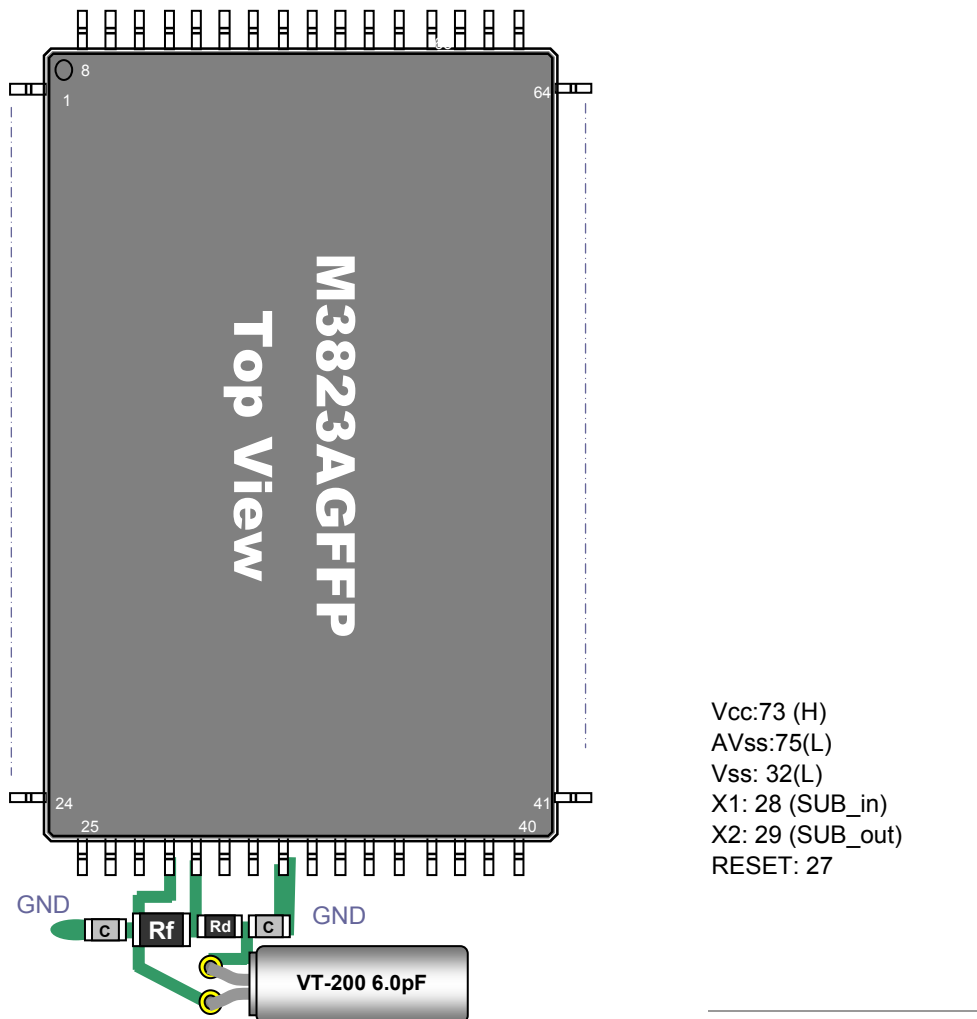 8
1
64
M3823AGFFP
Top View
24
25
41
40
GND
C
Rf
Rd
C
GND
VT-200 6.0pF
Vcc:73 (H)
AVss:75(L)
Vss: 32(L)
X1: 28 (SUB_in)
X2: 29 (SUB_out)
RESET: 27